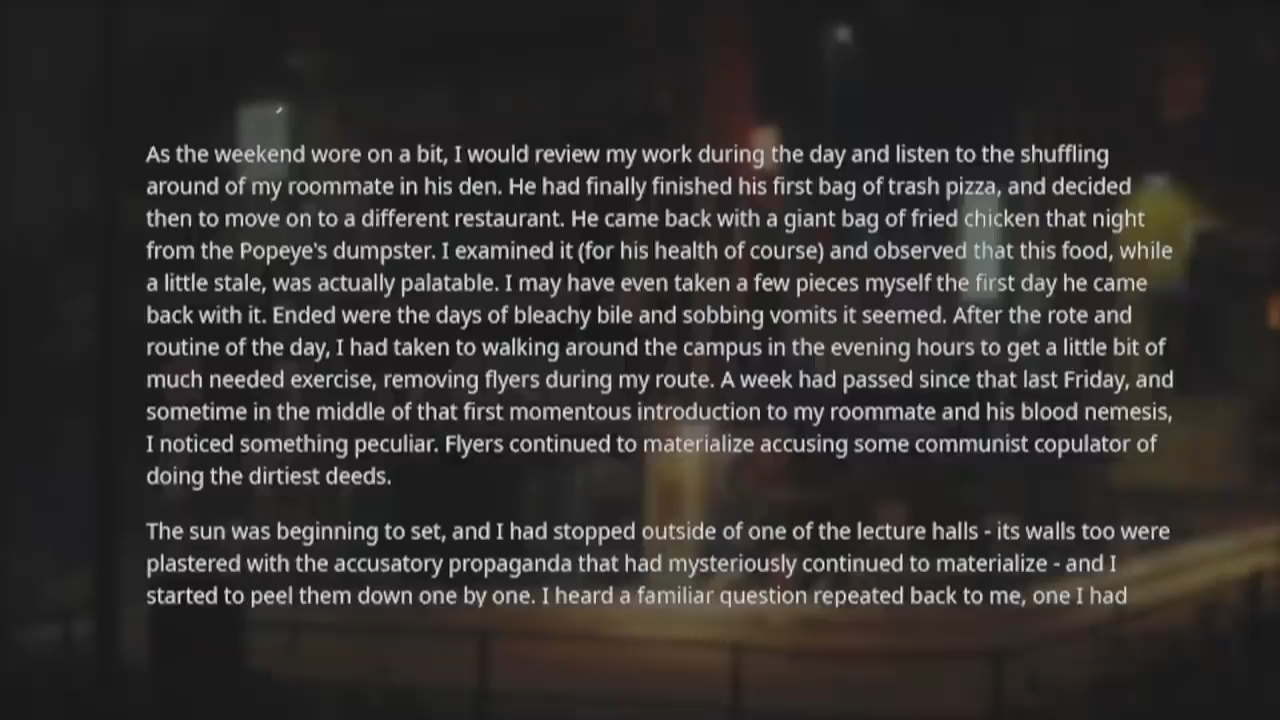 As the weekend wore on a bit, I would review my work during the day and listen to the shuffling
around of my roommate in his den. He had finally finished his first bag of trash pizza, and decided
then to move on to a different restaurant. He came back with a giant bag of fried chicken that night
from the Popeye's dumpster. I examined it (for his health of course) and observed that this food, while
a little stale, was actually palatable. I may have even taken a few pieces myself the first day he came
back with it. Ended were the days of bleachy bile and sobbing vomits it seemed. After the rote and
routine of the day, I had taken to walking around the campus in the evening hours to get a little bit of
much needed exercise, removing flyers during my route. A week had passed since that last Friday, and
sometime in the middle of that first momentous introduction to my roommate and his blood nemesis,
I noticed something peculiar. Flyers continued to materialize accusing some communist copulator of
doing the dirtiest deeds.
The sun was beginning to set, and I had stopped outside of one of the lecture halls - its walls too were
plastered with the accusatory propaganda that had mysteriously continued to materialize - and I
started to peel them down one by one. I heard a familiar question repeated back to me, one I had